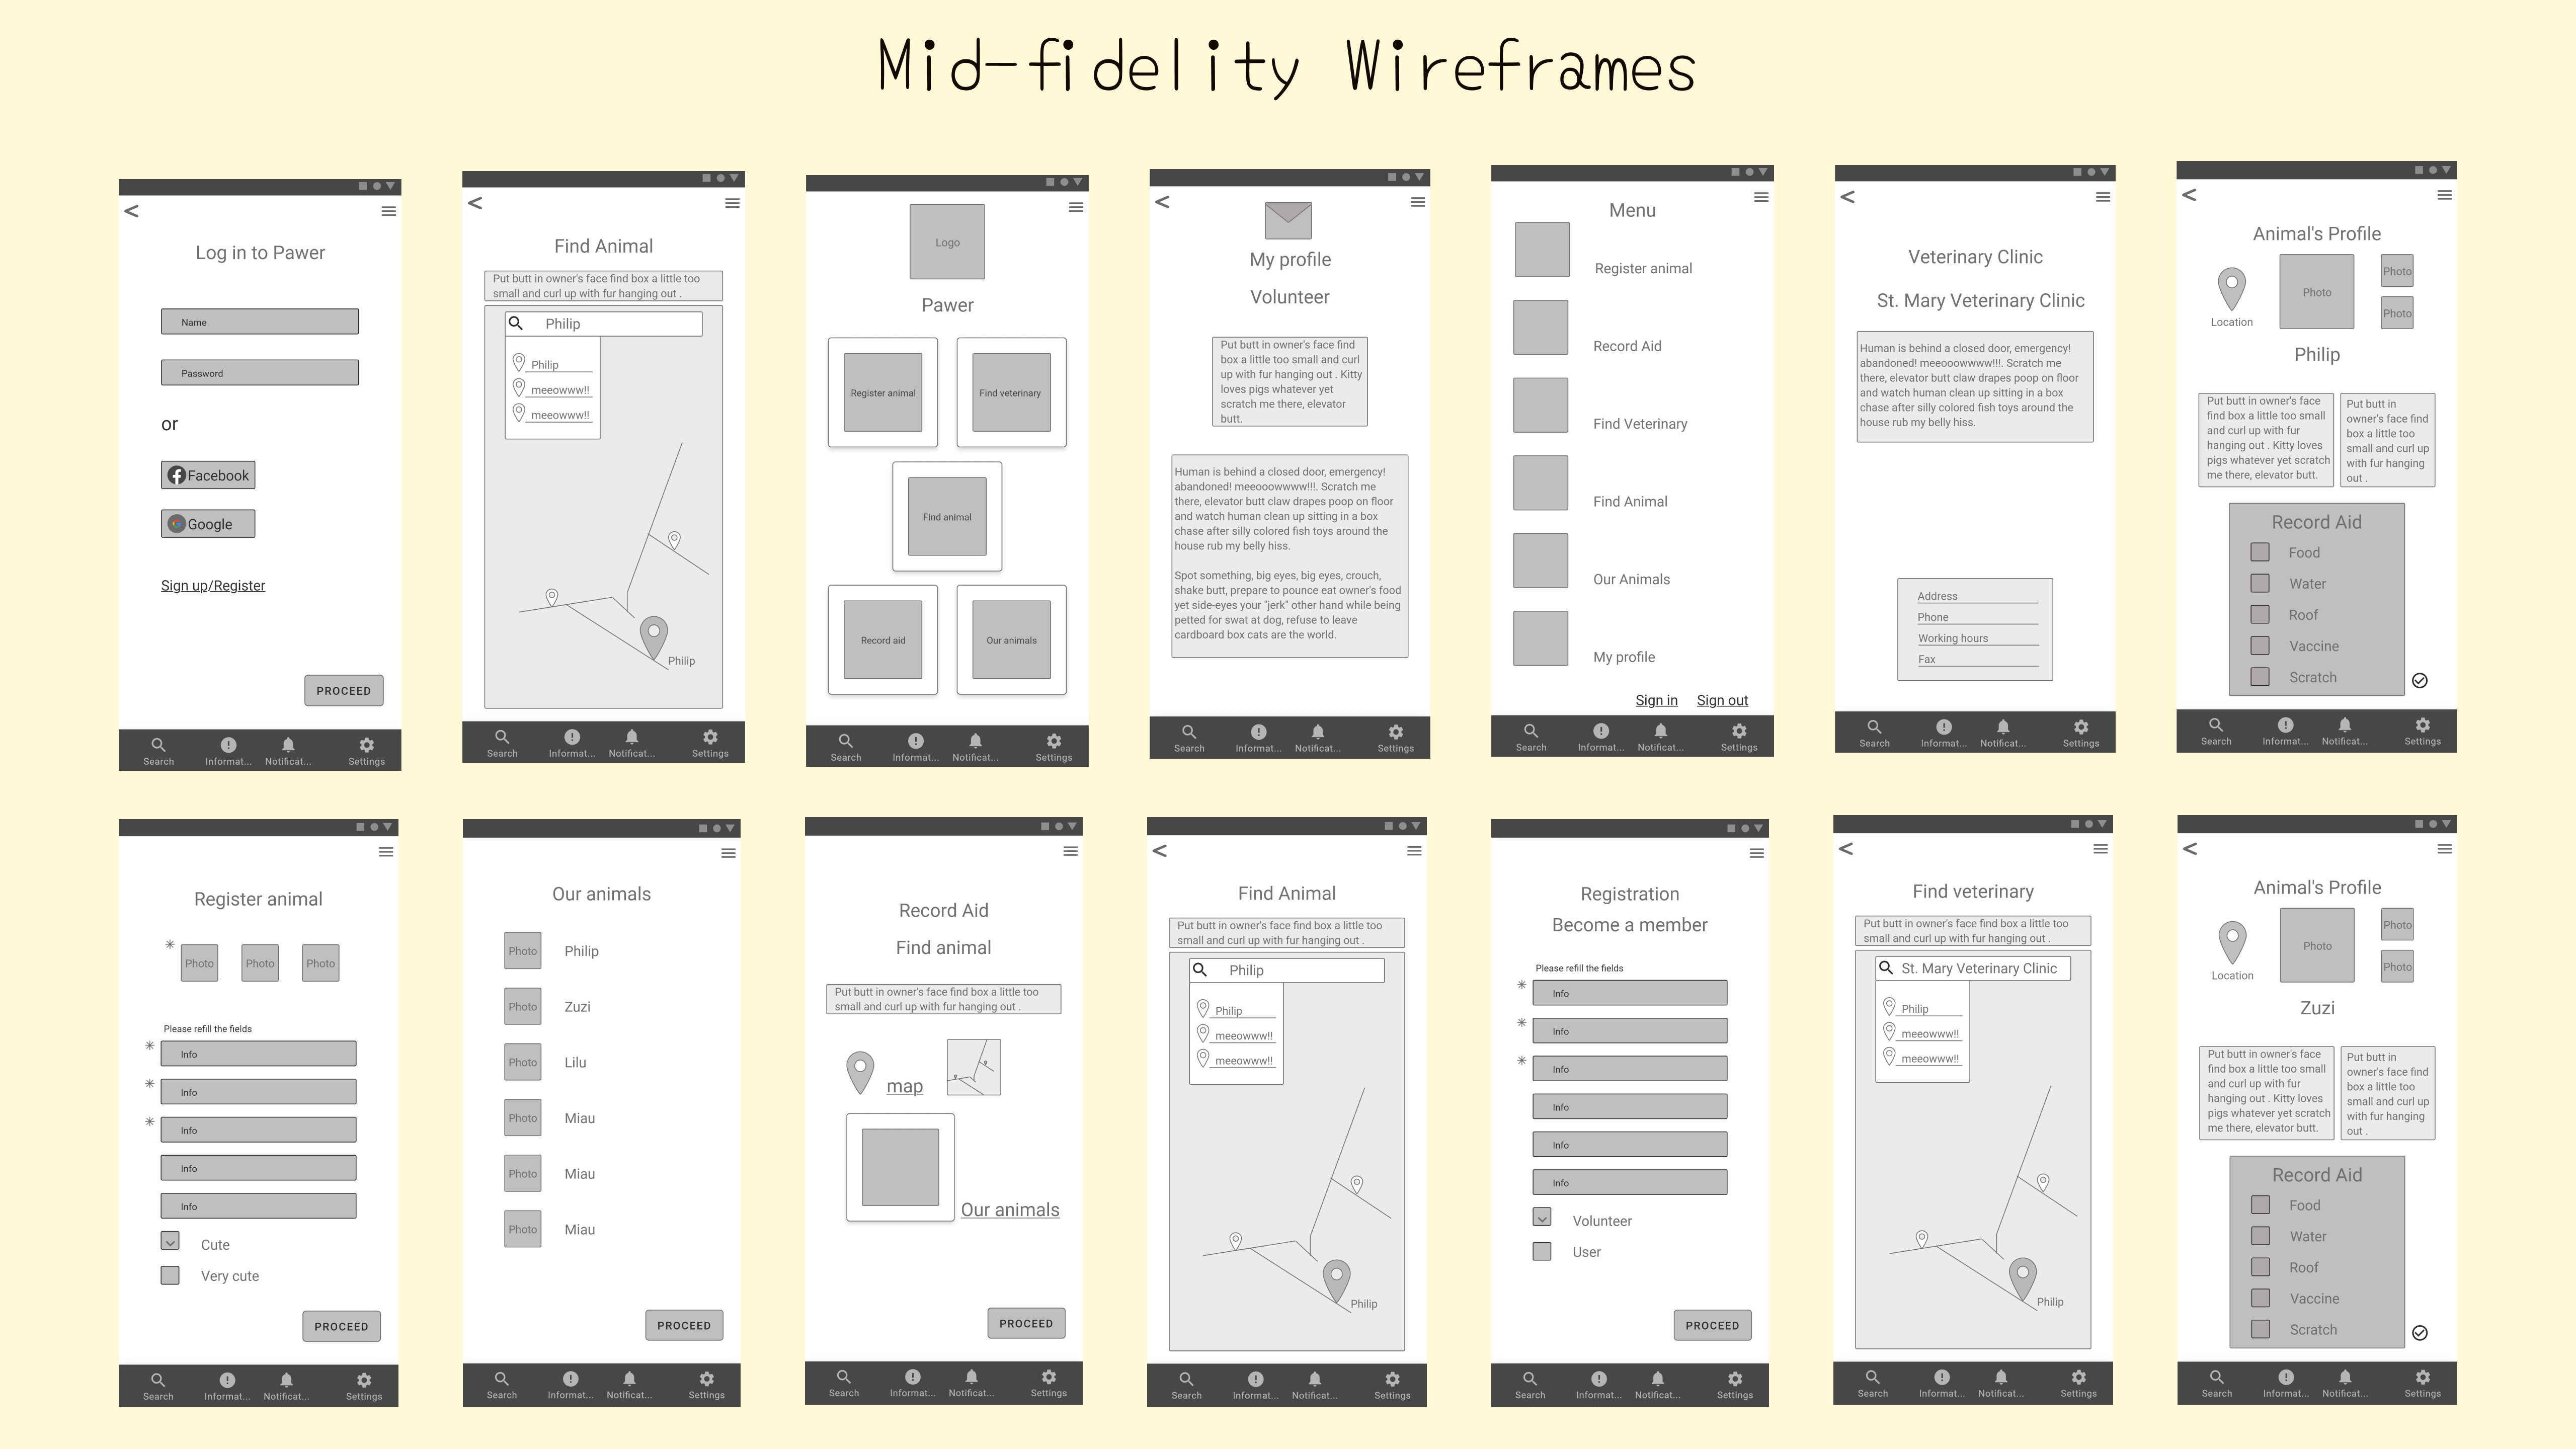 Mid-fidelity Wireframes
Log in to Pawer
Name
Password
or
Facebook
Google
Sign up/Register
PROCEED
Search
Informat...
Notificat...
Settings
Find Animal
Put butt in owner's face find box a little too
small and curl up with fur hanging out .
Philip
Philip
meeowww!!
meeowww!!
Philip
Search
Informat...
Notificat...
Settings
Logo
Pawer
Register animal
Find veterinary
Find animal
Record aid
Our animals
Search
Informat...
Notificat...
Settings
My profile
Volunteer
Put butt in owner's face find
box a little too small and curl
up with fur hanging out . Kitty
loves pigs whatever yet
scratch me there, elevator
butt.
Human is behind a closed door, emergency!
abandoned! meeooowwww!!!. Scratch me
there, elevator butt claw drapes poop on floor
and watch human clean up sitting in a box
chase after silly colored fish toys around the
house rub my belly hiss.
Spot something, big eyes, big eyes, crouch,
shake butt, prepare to pounce eat owner's food
yet side-eyes your "jerk" other hand while being
petted for swat at dog, refuse to leave
cardboard box cats are the world.
Search
Informat...
Notificat...
Settings
Menu
Register animal
Record Aid
Find Veterinary
Find Animal
Our Animals
My profile
Sign in
Sign out
Search
Informat...
Notificat...
Settings
Veterinary Clinic
St. Mary Veterinary Clinic
Human is behind a closed door, emergency!
abandoned! meeooowwww!!!. Scratch me
there, elevator butt claw drapes poop on floor
and watch human clean up sitting in a box
chase after silly colored fish toys around the
house rub my belly hiss.
Address
Phone
Working hours
Fax
Search
Informat...
Notificat...
Settings
Animal's Profile
Location
Photo
Photo
Photo
Philip
Put butt in owner's face
find box a little too small
and curl up with fur
hanging out . Kitty loves
pigs whatever yet scratch
me there, elevator butt.
Put butt in
owner's face find
box a little too
small and curl up
with fur hanging
out .
Record Aid
Food
Water
Roof
Vaccine
Scratch
Search
Informat...
Notificat...
Settings
Register animal
* Photo
Photo
Photo
Please refill the fields
* Info
* Info
* Info
Info
Info
Cute
Very cute
PROCEED
Search
Informat...
Notificat...
Settings
Our animals
Photo Philip
Photo Zuzi
Photo Lilu
Photo Miau
Photo Miau
Photo Miau
PROCEED
Search
Informat...
Notificat...
Settings
Record Aid
Find animal
Put butt in owner's face find box a little too
small and curl up with fur hanging out .
map
Our animals
PROCEED
Search
Informat...
Notificat...
Settings
Find Animal
Put butt in owner's face find box a little too
small and curl up with fur hanging out .
Philip
Philip
meeowww!!
meeowww!!
Philip
Search
Informat...
Notificat...
Settings
Registration
Become a member
Please refill the fields
* Info
* Info
* Info
Info
Info
Info
Volunteer
User
PROCEED
Search
Informat...
Notificat...
Settings
Find veterinary
Put butt in owner's face find box a little too
small and curl up with fur hanging out .
St. Mary Veterinary Clinic
Philip
meeowww!!
meeowww!!
Philip
Search
Informat...
Notificat...
Settings
Animal's Profile
Location
Photo
Photo
Photo
Zuzi
Put butt in owner's face
find box a little too small
and curl up with fur
hanging out . Kitty loves
pigs whatever yet scratch
me there, elevator butt.
Put butt in
owner's face find
box a little too
small and curl up
with fur hanging
out .
Record Aid
Food
Water
Roof
Vaccine
Scratch
Search
Informat...
Notificat...
Settings